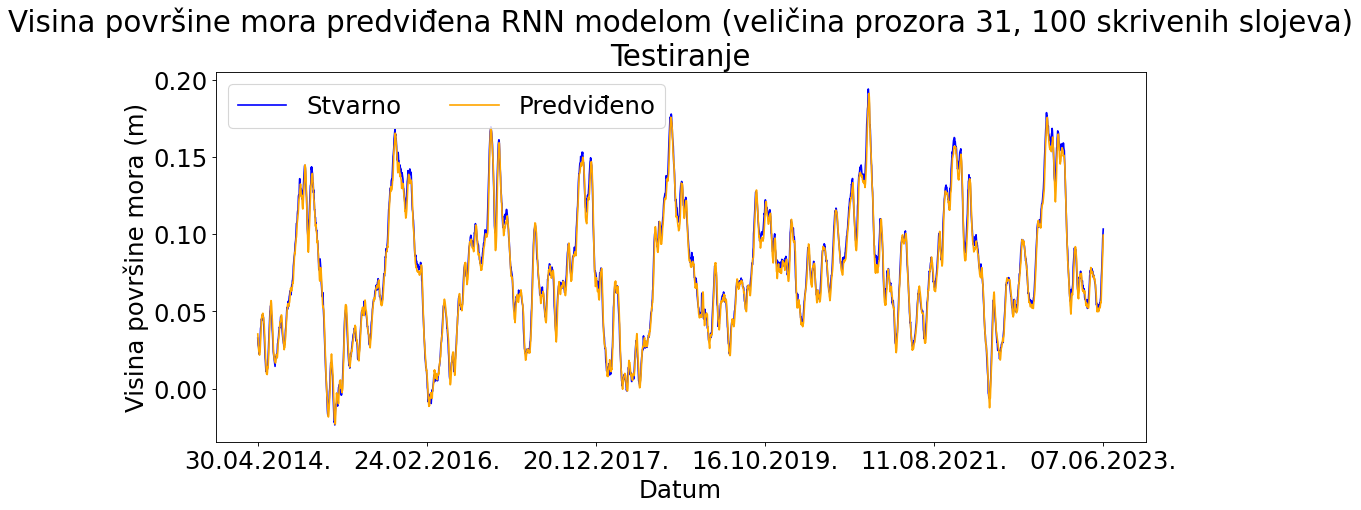 Visina površine mora predviđena RNN modelom (veličina prozora 31, 100 skrivenih slojeva)
Testiranje
Stvarno Predviđeno
Visina površine mora (m)
0.20
0.15
0.10
0.05
0.00
30.04.2014. 24.02.2016. 20.12.2017. 16.10.2019. 11.08.2021. 07.06.2023.
Datum